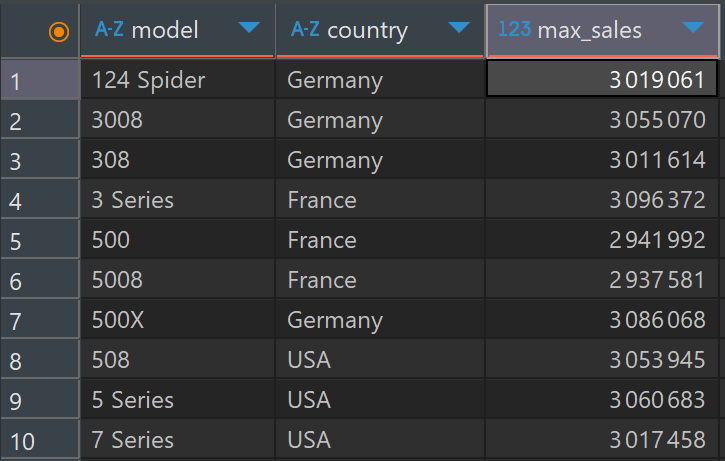 A-Z model A-Z country 123 max_sales
1 124 Spider Germany 3 019 061
2 3008 Germany 3 055 070
3 308 Germany 3 011 614
4 3 Series France 3 096 372
5 500 France 2 941 992
6 5008 France 2 937 581
7 500X Germany 3 086 068
8 508 USA 3 053 945
9 5 Series USA 3 060 683
10 7 Series USA 3 017 458